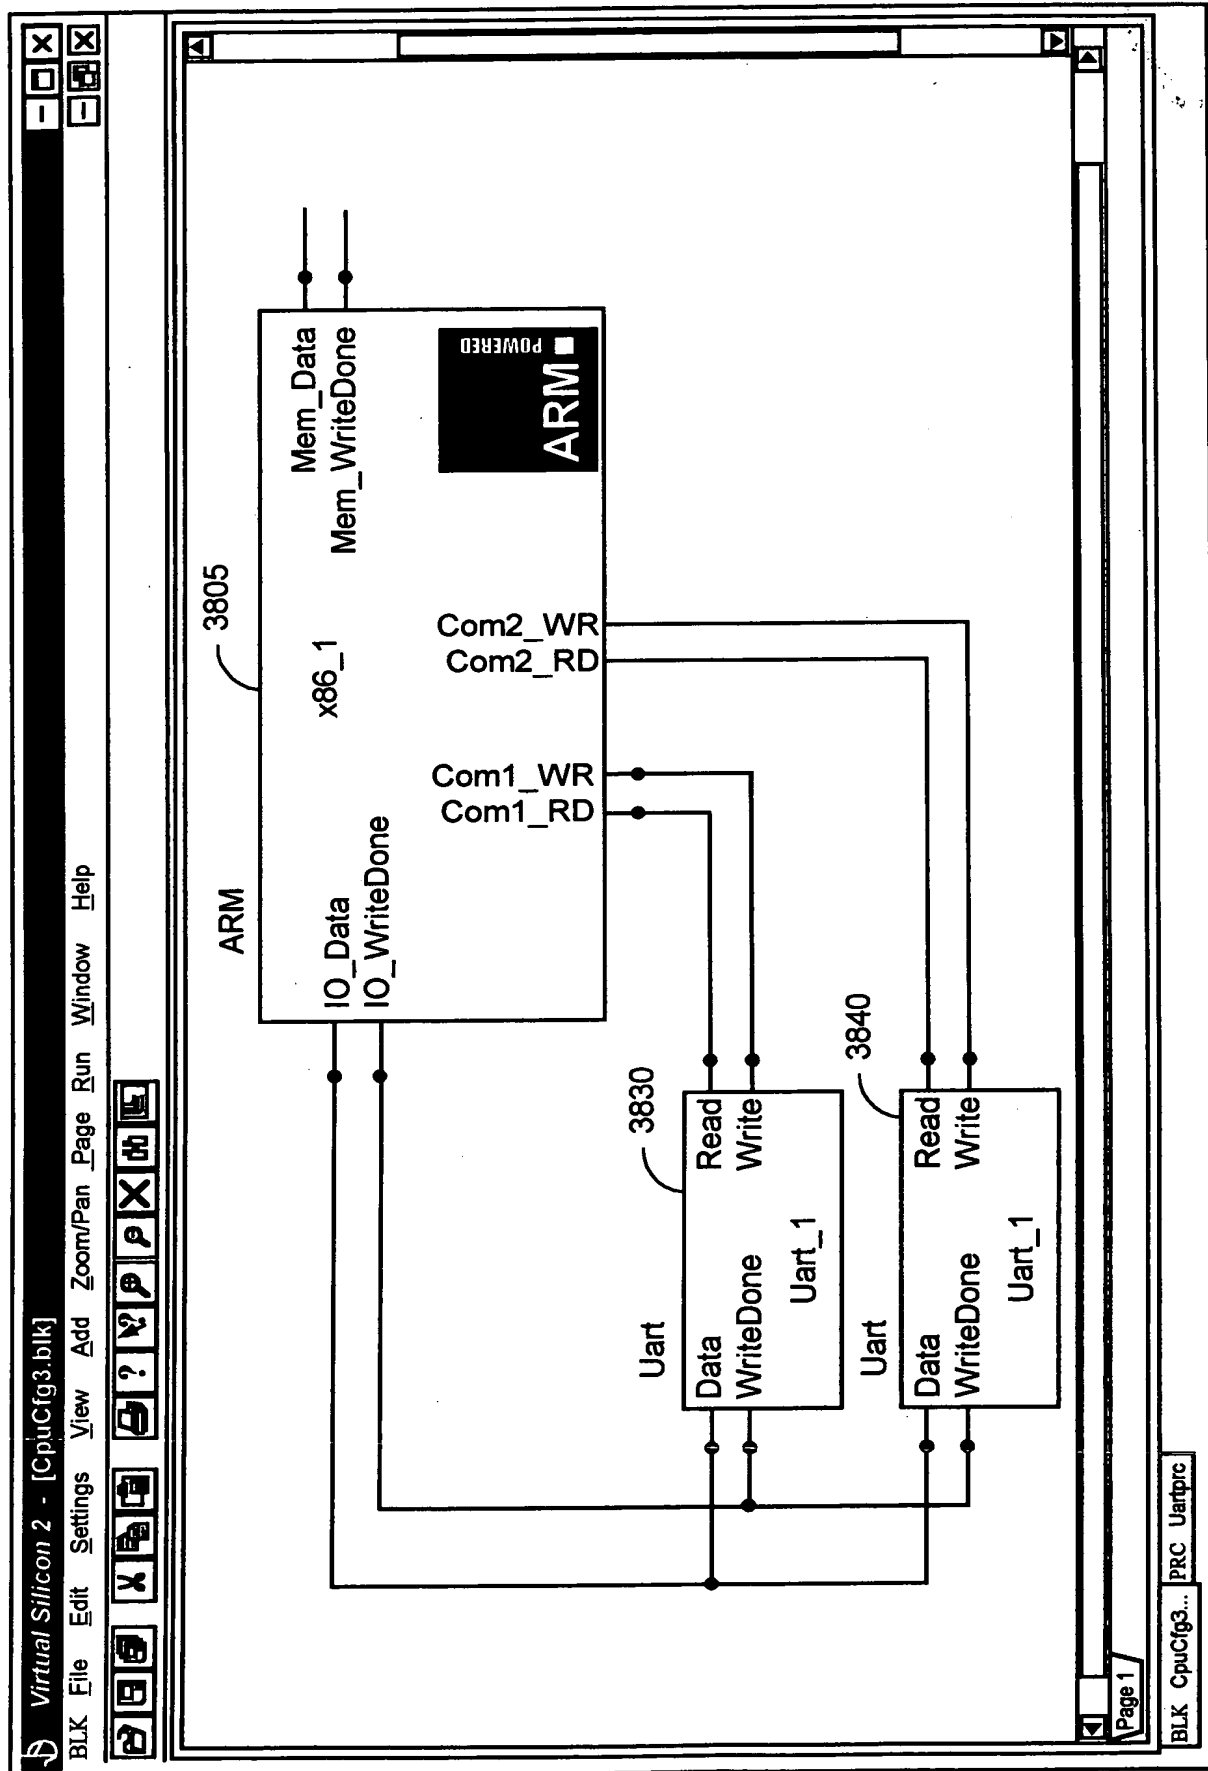 Virtual Silicon 2 - [CpuCfg3.blk]
BLK File Edit Settings View Add Zoom/Pan Page Run Window Help
?
ARM
3805
IO_Data
IO_WriteDone
x86_1
Mem_Data
Mem_WriteDone
Com1_WR
Com1_RD
Com2_WR
Com2_RD
ARM POWERED
Uart
3830
Data
WriteDone
Read
Write
Uart_1
Uart
3840
Data
WriteDone
Read
Write
Uart_1
Page 1
BLK CpuCfg3... PRC Uartprc